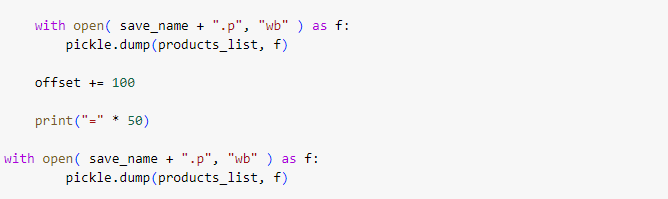 with open( save_name + ".p", "wb" ) as f:
pickle.dump(products_list, f)
offset += 100
print("=" * 50)
with open( save_name + ".p", "wb" ) as f:
pickle.dump(products_list, f)